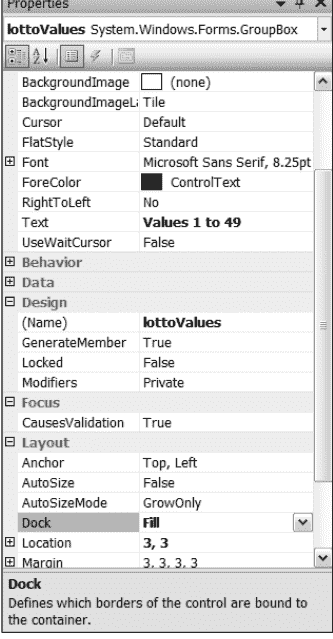 Properties
lottoValues System.Windows.Forms.GroupBox
BackgroundImage (none)
BackgroundImageLa Tile
Cursor Default
FlatStyle Standard
Font Microsoft Sans Serif, 8.25pt
ForeColor ControlText
RightToLeft No
Text Values 1 to 49
UseWaitCursor False
Behavior
Data
Design
(Name) lottoValues
GenerateMember True
Locked False
Modifiers Private
Focus
CausesValidation True
Layout
Anchor Top, Left
AutoSize False
AutoSizeMode GrowOnly
Dock Fill
Location 3, 3
Margin 3, 3, 3, 3
Dock
Defines which borders of the control are bound to
the container.